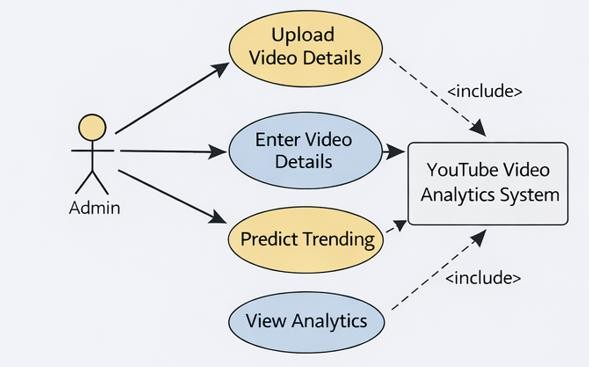 Upload
Video Details
<include>
Enter Video
Details
YouTube Video
Analytics System
Admin
Predict Trending
<include>
View Analytics